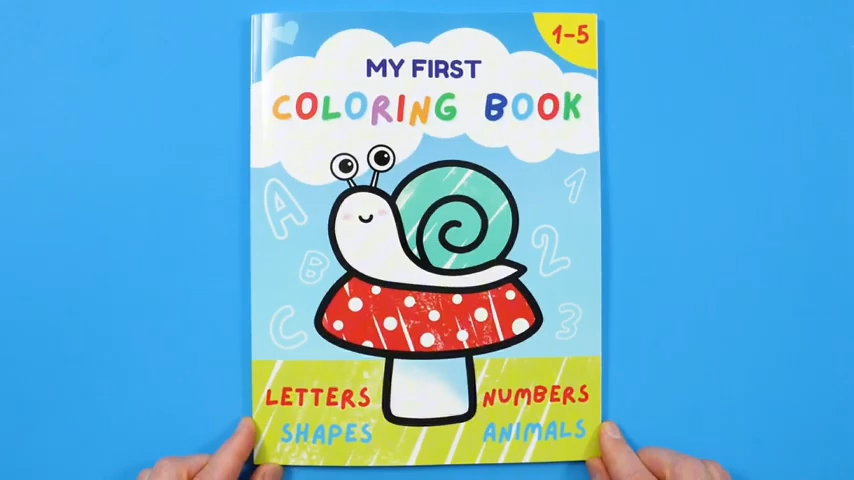 1-5
MY FIRST
COLORING BOOK
A
1
B
2
C
3
LETTERS NUMBERS
SHAPES ANIMALS